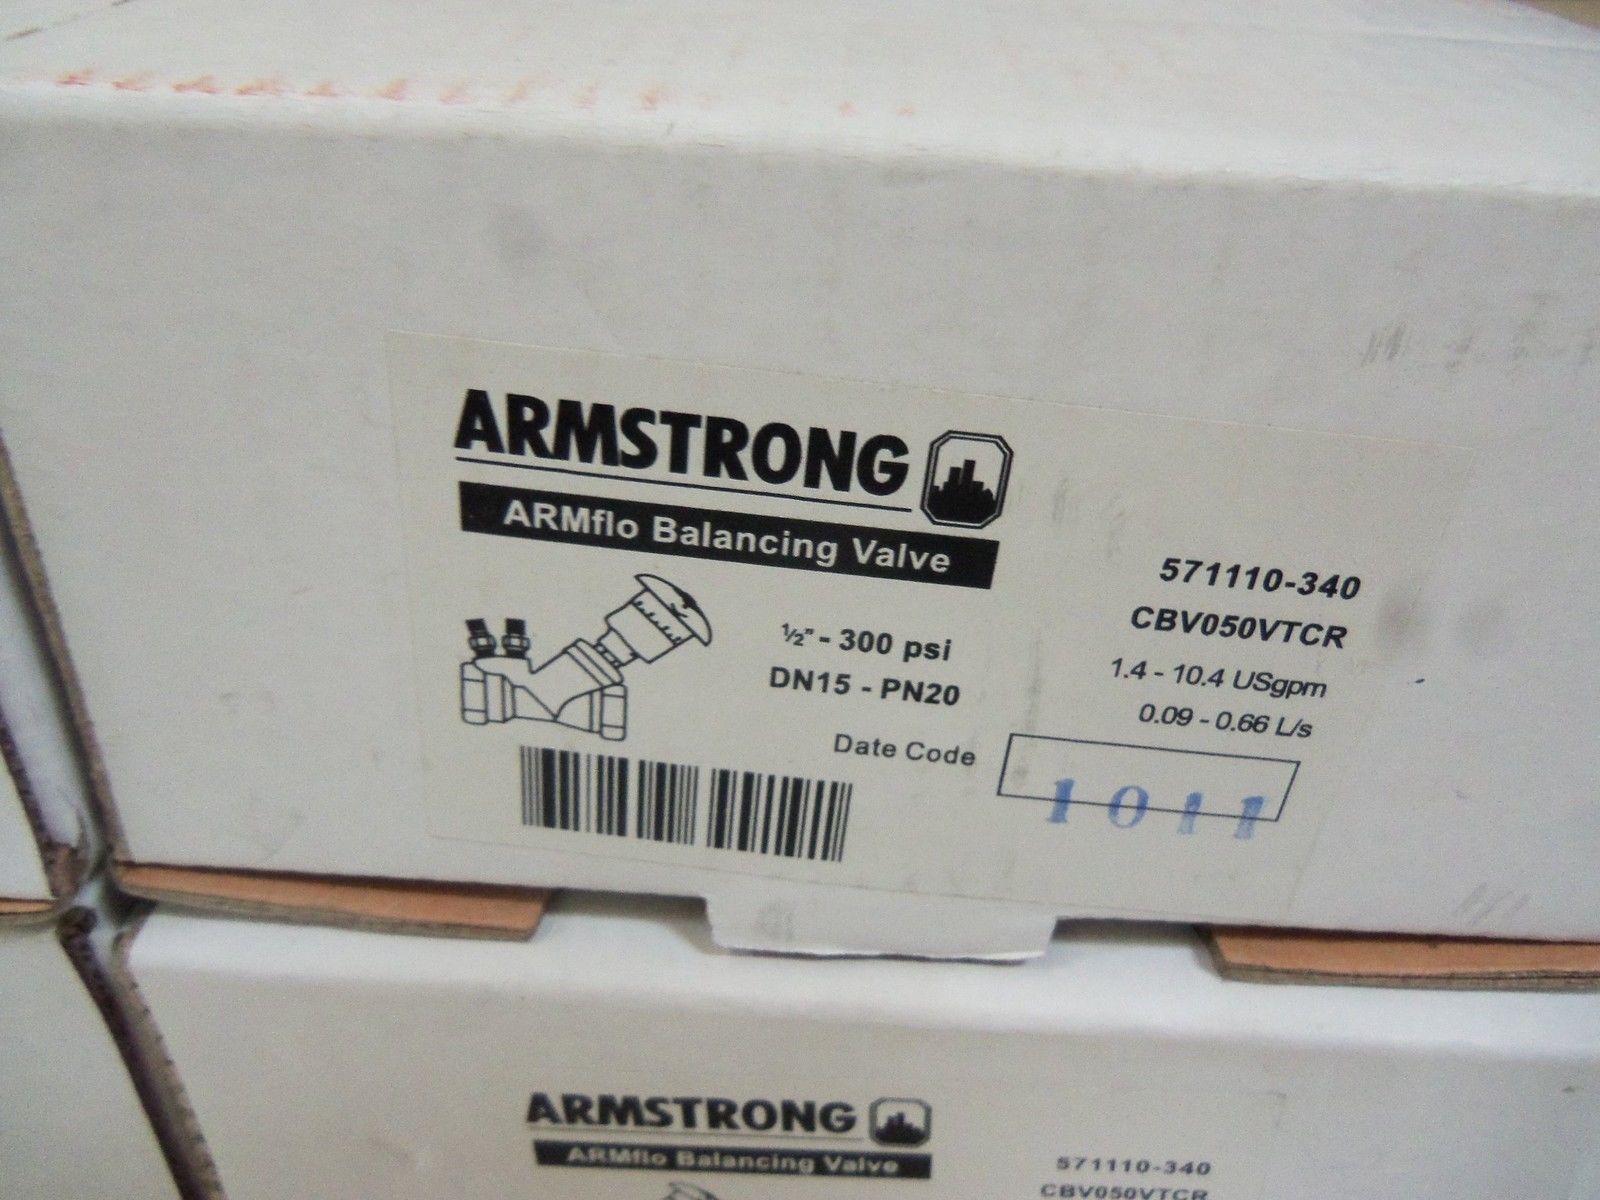 ARMSTRONG
ARMflo Balancing Valve
½" - 300 psi
DN15 - PN20
571110-340
CBV050VTCR
1.4 - 10.4 USgpm
0.09 - 0.66 L/s
Date Code
1011
ARMSTRONG
ARMflo Balancing Valve
571110-340
CBV050VTCR